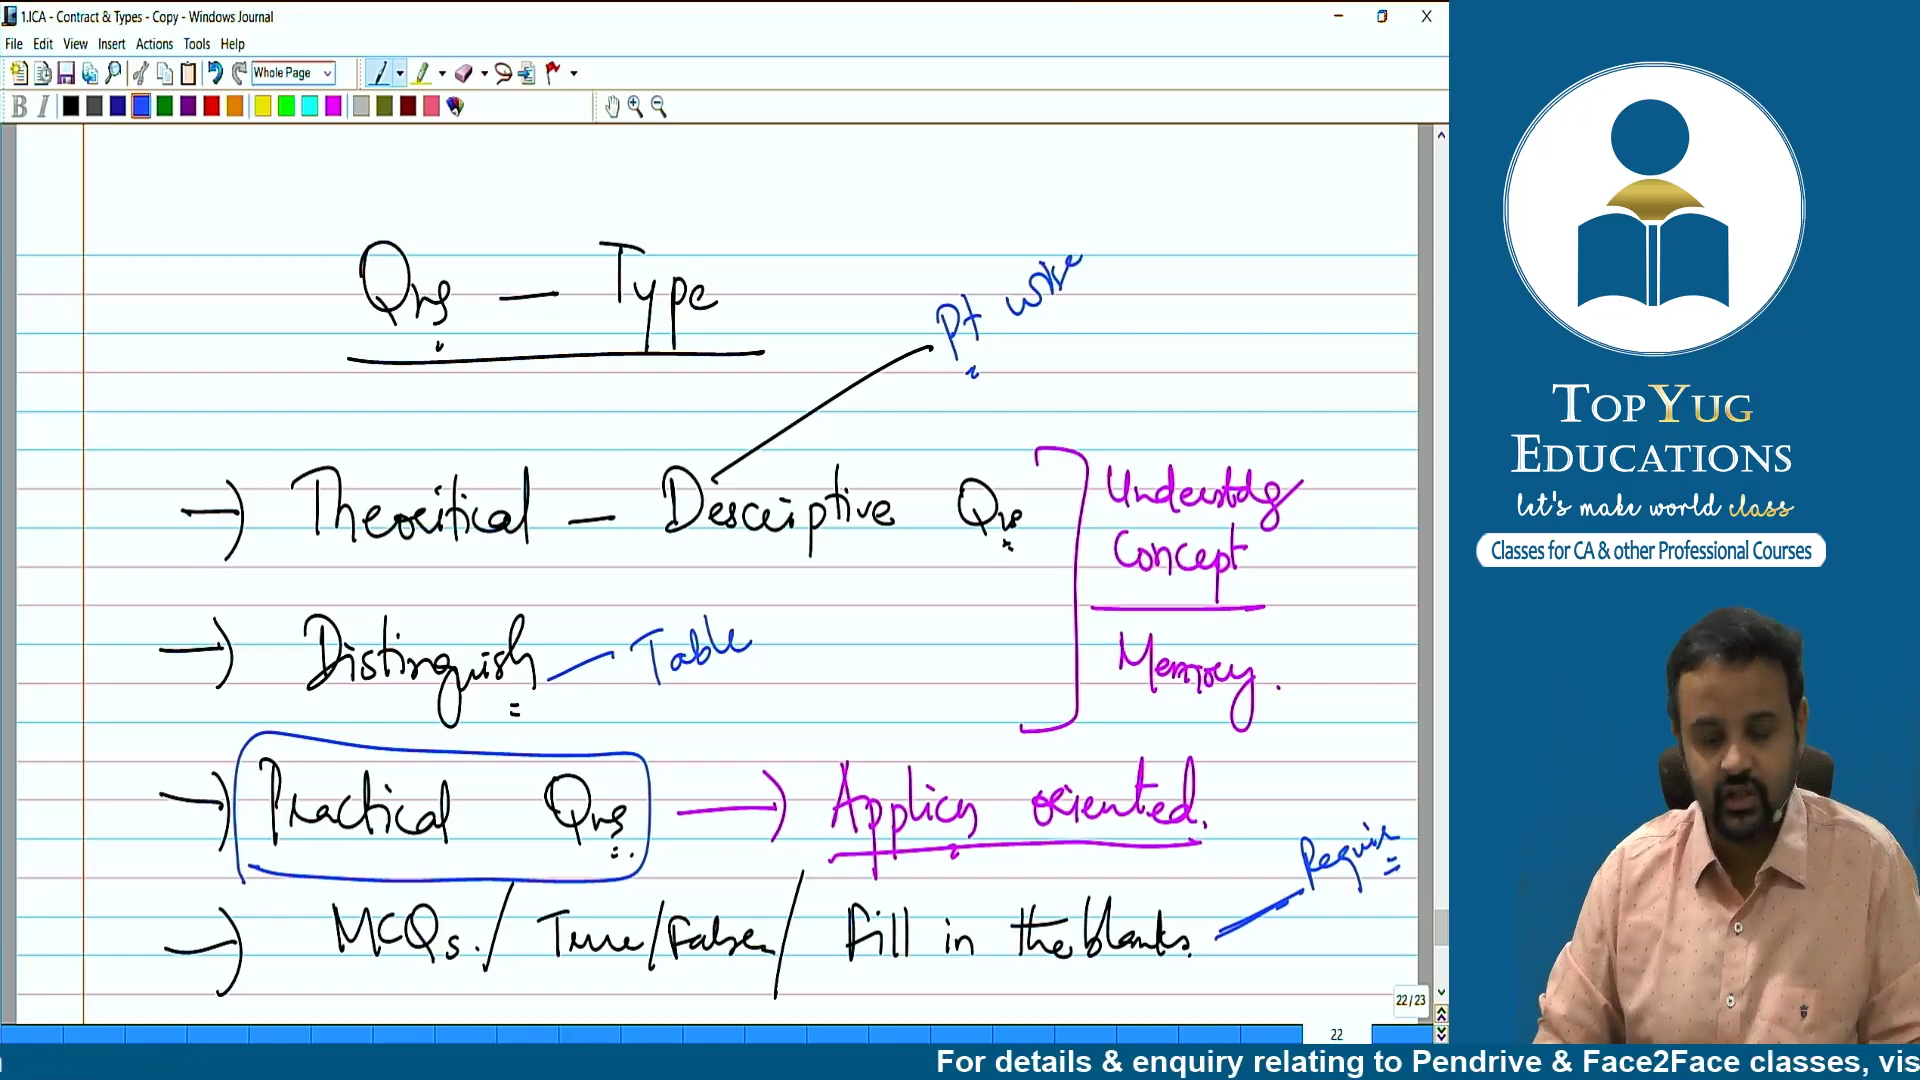 1.ICA - Contract & Types - Copy - Windows Journal
File Edit View Insert Actions Tools Help
Whole Page
B I
Qns — Type
Pt wise
Theoritical — Descriptive Qns
Understdg
Concept
Memory.
Distinguish — Table
Practical Qns
Applicn oriented.
Require
MCQs. / True/False / Fill in the blanks.
22/23
22
TOPYUG
EDUCATIONS
let's make world class
Classes for CA & other Professional Courses
For details & enquiry relating to Pendrive & Face2Face classes, vis